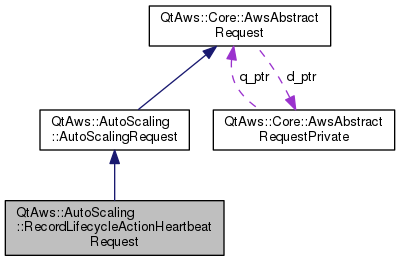 QtAws::Core::AwsAbstract
Request
q_ptr
d_ptr
QtAws::AutoScaling
::AutoScalingRequest
QtAws::Core::AwsAbstract
RequestPrivate
QtAws::AutoScaling
::RecordLifecycleActionHeartbeat
Request